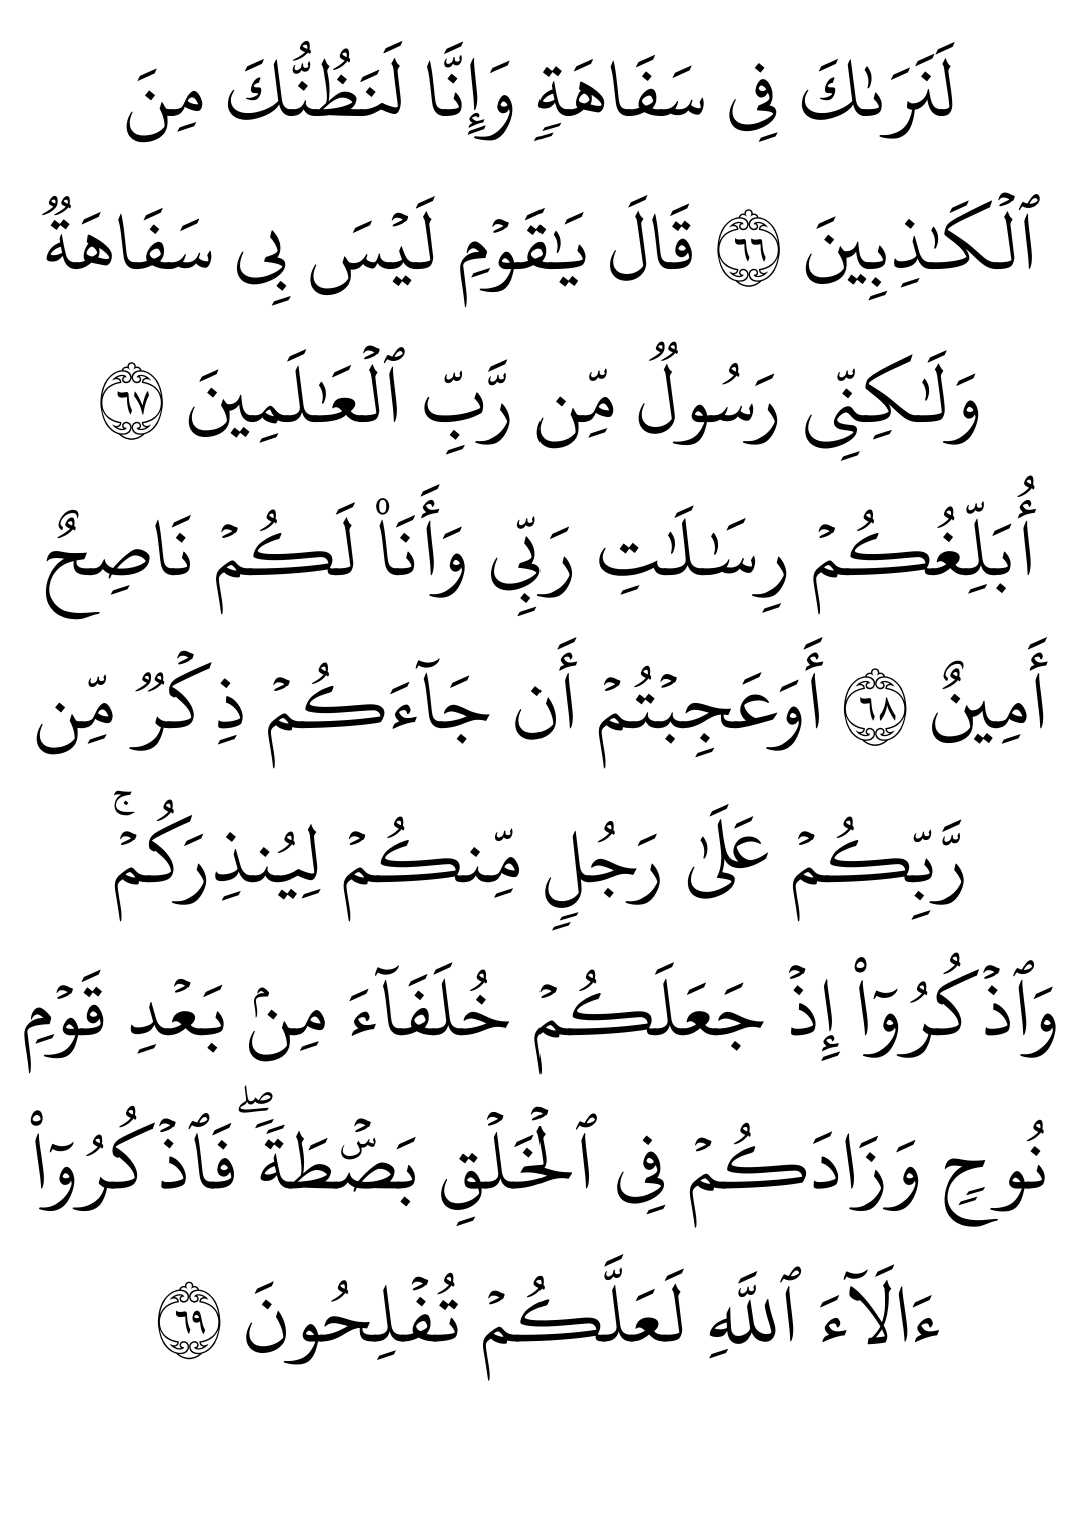 لَنَرَىٰكَ فِى سَفَاهَةٍ وَإِنَّا لَنَظُنُّكَ مِنَ
ٱلْكَـٰذِبِينَ ٦٦ قَالَ يَـٰقَوْمِ لَيْسَ بِى سَفَاهَةٌ
وَلَـٰكِنِّى رَسُولٌ مِّن رَّبِّ ٱلْعَـٰلَمِينَ ٦٧
أُبَلِّغُكُمْ رِسَـٰلَـٰتِ رَبِّى وَأَنَا۠ لَكُمْ نَاصِحٌ
أَمِينٌ ٦٨ أَوَعَجِبْتُمْ أَن جَآءَكُمْ ذِكْرٌ مِّن
رَّبِّكُمْ عَلَىٰ رَجُلٍ مِّنكُمْ لِيُنذِرَكُمْ ۚ
وَٱذْكُرُوٓا۟ إِذْ جَعَلَكُمْ خُلَفَآءَ مِنۢ بَعْدِ قَوْمِ
نُوحٍ وَزَادَكُمْ فِى ٱلْخَلْقِ بَصْۜطَةً ۖ فَٱذْكُرُوٓا۟
ءَالَآءَ ٱللَّهِ لَعَلَّكُمْ تُفْلِحُونَ ٦٩